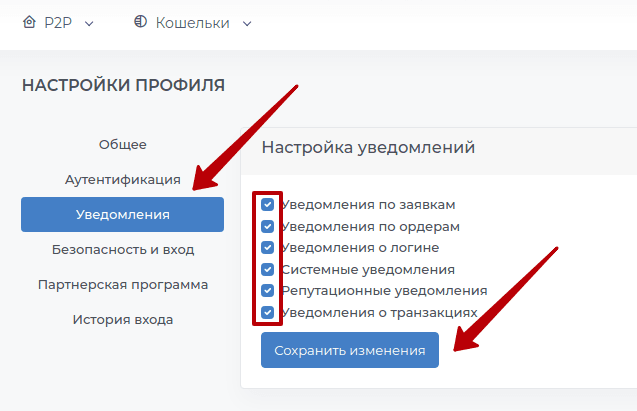 P2P Кошельки
НАСТРОЙКИ ПРОФИЛЯ
Общее
Аутентификация
Уведомления
Безопасность и вход
Партнерская программа
История входа
Настройка уведомлений
Уведомления по заявкам
Уведомления по ордерам
Уведомления о логине
Системные уведомления
Репутационные уведомления
Уведомления о транзакциях
Сохранить изменения